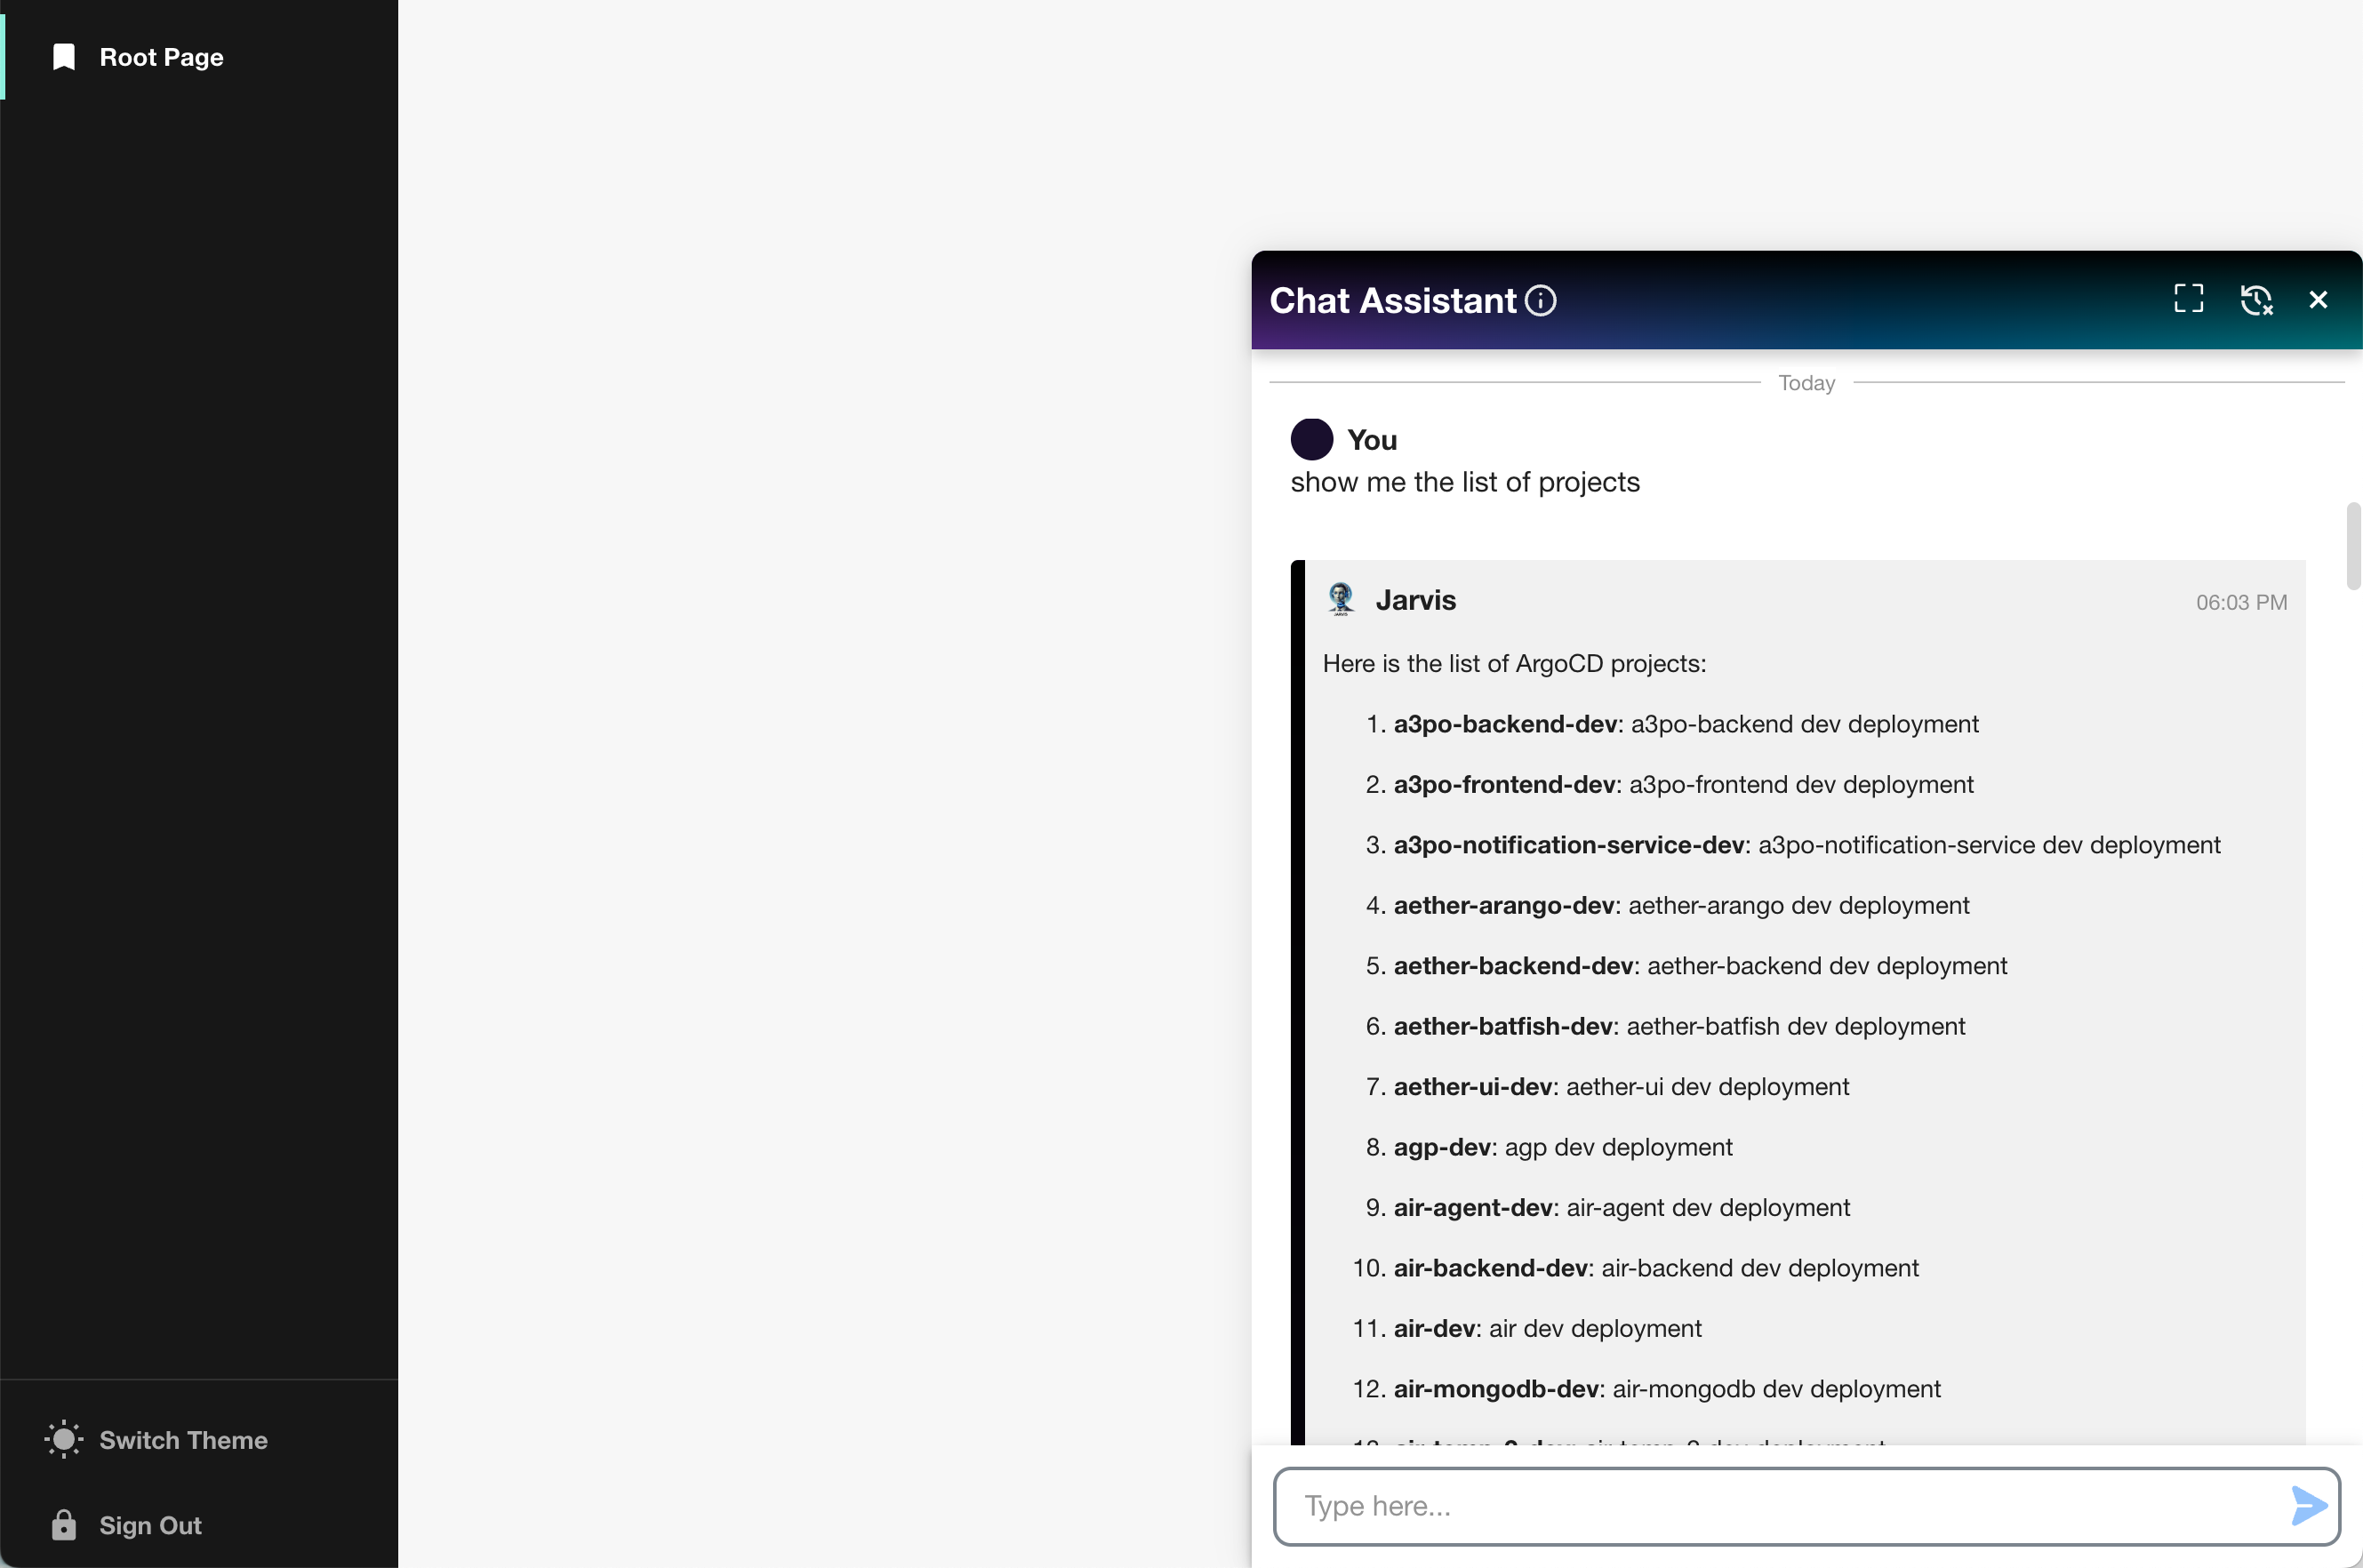 Root Page
Chat Assistant
Today
You
show me the list of projects
Jarvis
06:03 PM
Here is the list of ArgoCD projects:
1. a3po-backend-dev: a3po-backend dev deployment
2. a3po-frontend-dev: a3po-frontend dev deployment
3. a3po-notification-service-dev: a3po-notification-service dev deployment
4. aether-arango-dev: aether-arango dev deployment
5. aether-backend-dev: aether-backend dev deployment
6. aether-batfish-dev: aether-batfish dev deployment
7. aether-ui-dev: aether-ui dev deployment
8. agp-dev: agp dev deployment
9. air-agent-dev: air-agent dev deployment
10. air-backend-dev: air-backend dev deployment
11. air-dev: air dev deployment
12. air-mongodb-dev: air-mongodb dev deployment
Type here...
Switch Theme
Sign Out